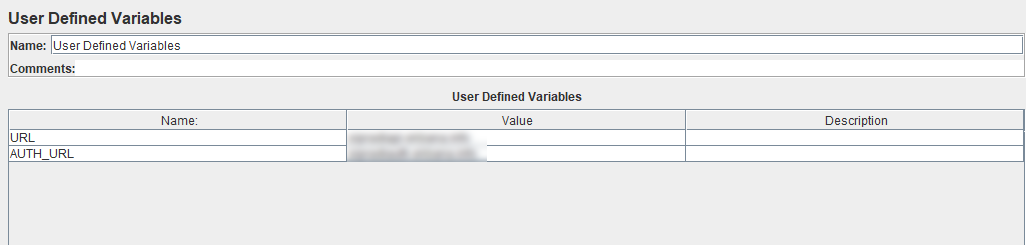 User Defined Variables
Name: User Defined Variables
Comments:
User Defined Variables
Name: Value Description
URL
AUTH_URL